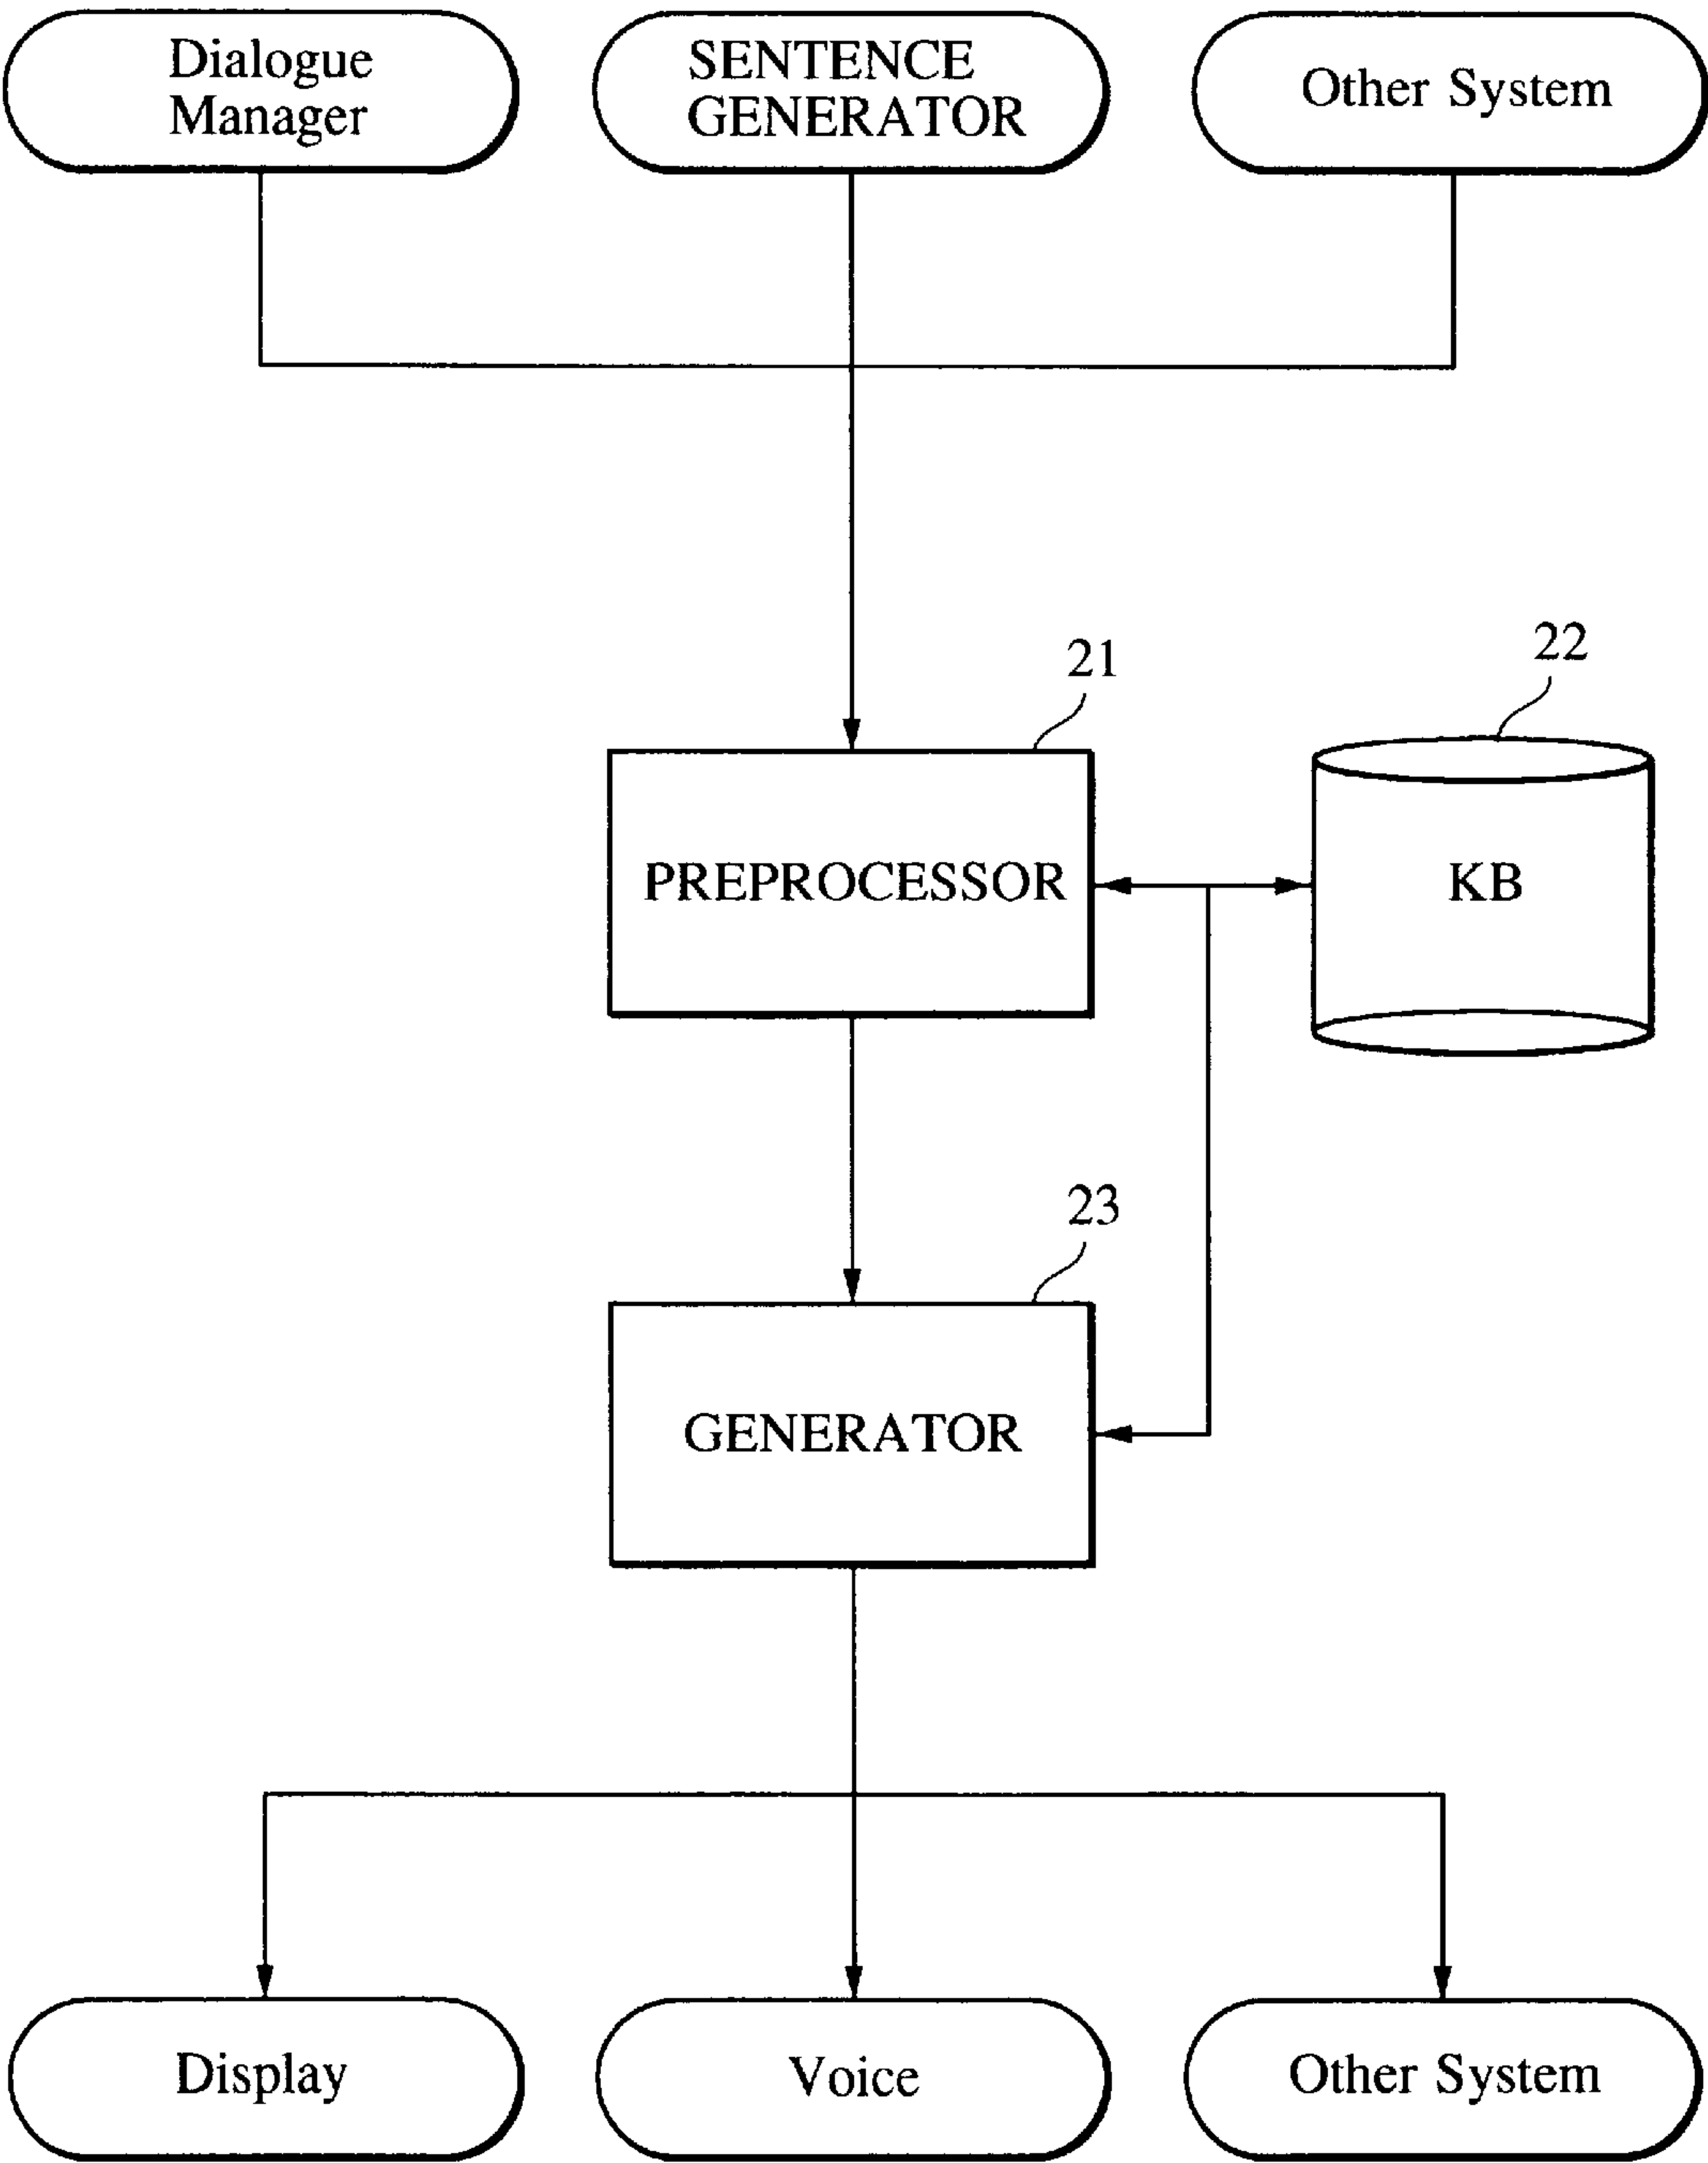 Dialogue
Manager
SENTENCE
GENERATOR
Other System
21
22
PREPROCESSOR
KB
23
GENERATOR
Display
Voice
Other System